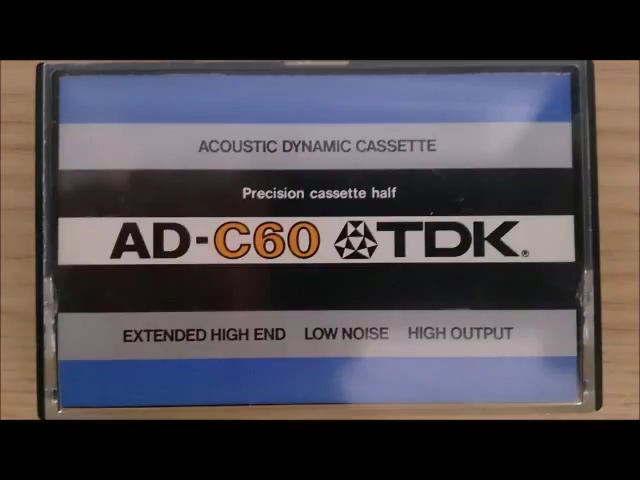 ACOUSTIC DYNAMIC CASSETTE
Precision cassette half
AD-C60 TDK®
EXTENDED HIGH END LOW NOISE HIGH OUTPUT